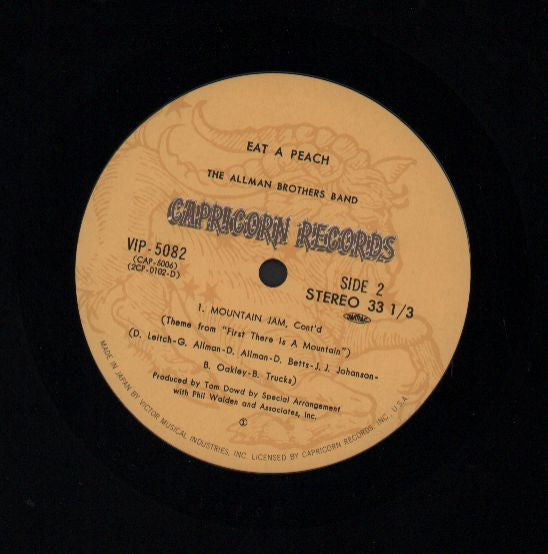 EAT A PEACH
THE ALLMAN BROTHERS BAND
CAPRICORN RECORDS
VIP-5082
(CAP-6006)
(2CP-0102-D)
SIDE 2
STEREO 33 1/3
1. MOUNTAIN JAM, Cont'd
(Theme from "First There Is A Mountain")
(D. Leitch-G. Allman-D. Allman-D. Betts-J. J. Johanson-
B. Oakley-B. Trucks)
Produced by Tom Dowd by Special Arrangement
with Phil Walden and Associates, Inc.
MADE IN JAPAN BY VICTOR MUSICAL INDUSTRIES, INC. LICENSED BY CAPRICORN RECORDS, INC., U.S.A.